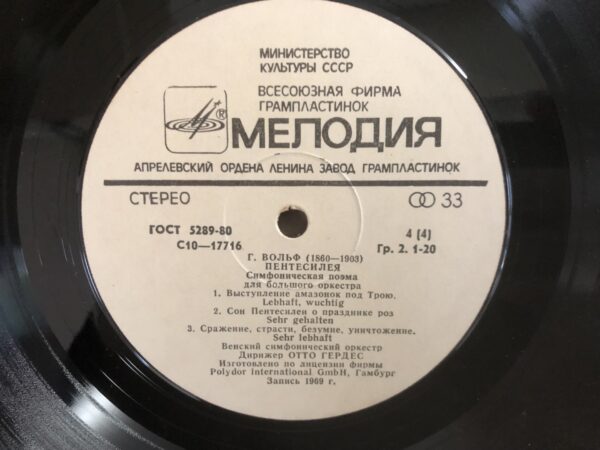 МИНИСТЕРСТВО
КУЛЬТУРЫ СССР
ВСЕСОЮЗНАЯ ФИРМА
ГРАМПЛАСТИНОК
®
МЕЛОДИЯ
АПРЕЛЕВСКИЙ ОРДЕНА ЛЕНИНА ЗАВОД ГРАМПЛАСТИНОК
СТЕРЕО 33
ГОСТ 5289-80 4 (4)
С10—17716 Гр. 2. 1-20
Г. ВОЛЬФ (1860—1903)
ПЕНТЕСИЛЕЯ
Симфоническая поэма
для большого оркестра
1. Выступление амазонок под Трою.
Lebhaft, wuchtig
2. Сон Пентесилеи о празднике роз
Sehr gehalten
3. Сражение, страсти, безумие, уничтожение.
Sehr lebhaft
Венский симфонический оркестр
Дирижер ОТТО ГЕРДЕС
Изготовлено по лицензии фирмы
Polydor International GmbH, Гамбург
Запись 1969 г.